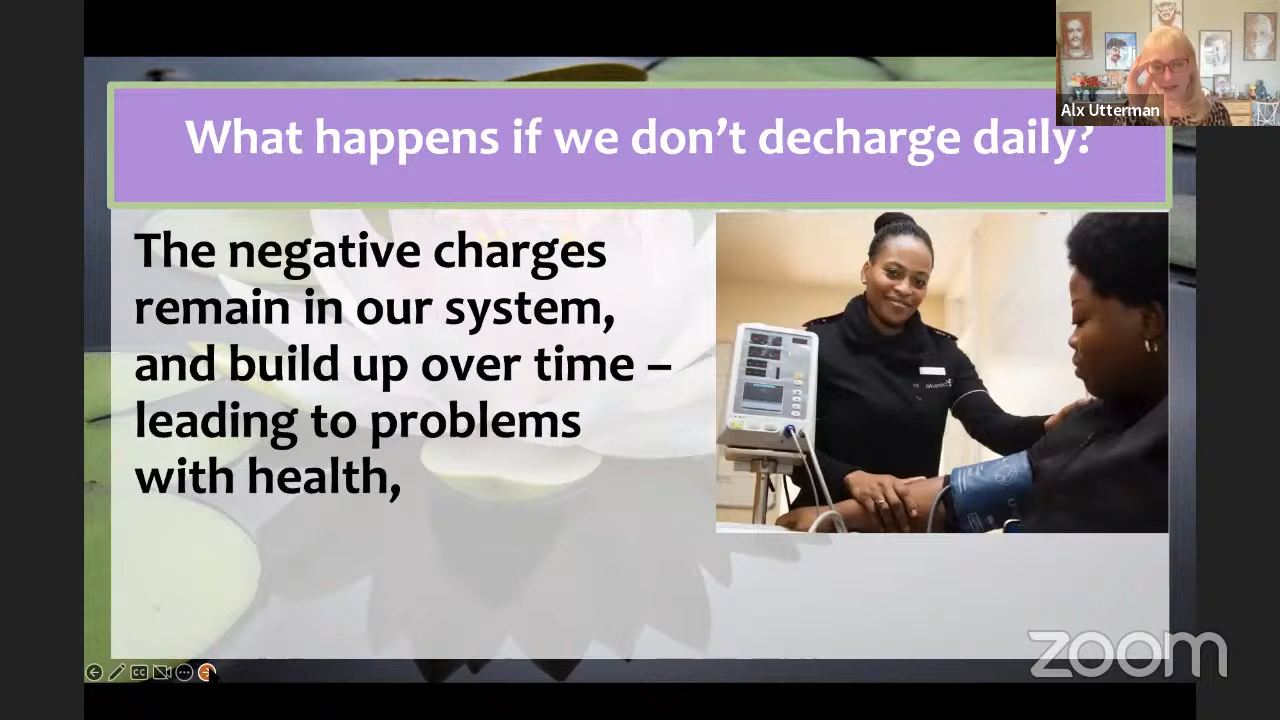 What happens if we don't decharge daily?
Alx Utterman
The negative charges
remain in our system,
and build up over time –
leading to problems
with health,
CC
zoom